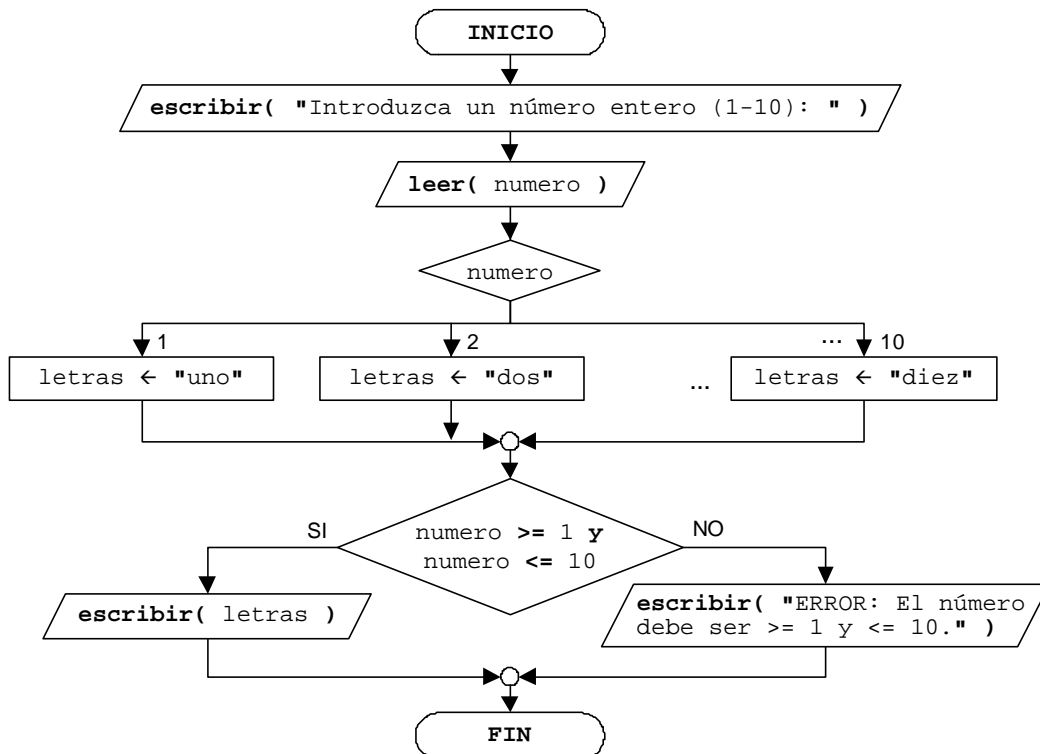 INICIO
escribir( "Introduzca un número entero (1-10): " )
leer( numero )
numero
1
2
... 10
letras ← "uno"
letras ← "dos"
...
letras ← "diez"
SI
numero >= 1 y
numero <= 10
NO
escribir( letras )
escribir( "ERROR: El número
debe ser >= 1 y <= 10." )
FIN